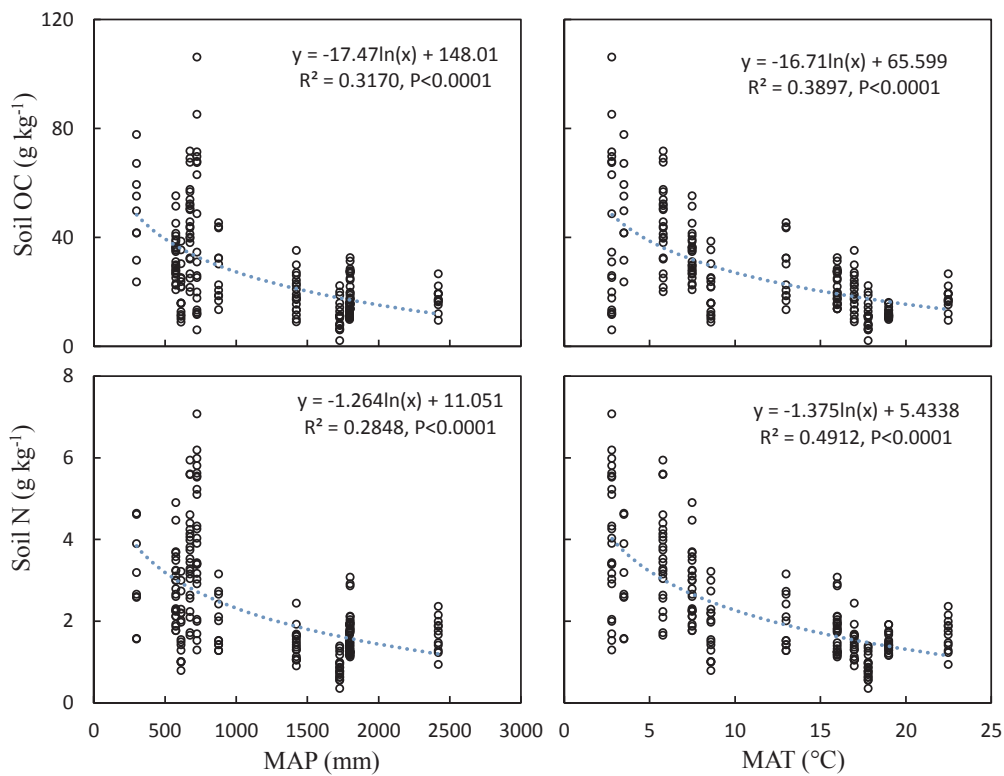 120
80
40
0
Soil OC (g kg⁻¹)
y = -17.47ln(x) + 148.01
R² = 0.3170, P<0.0001
y = -16.71ln(x) + 65.599
R² = 0.3897, P<0.0001
8
6
4
2
0
Soil N (g kg⁻¹)
y = -1.264ln(x) + 11.051
R² = 0.2848, P<0.0001
y = -1.375ln(x) + 5.4338
R² = 0.4912, P<0.0001
0 500 1000 1500 2000 2500 3000
MAP (mm)
0 5 10 15 20 25
MAT (°C)